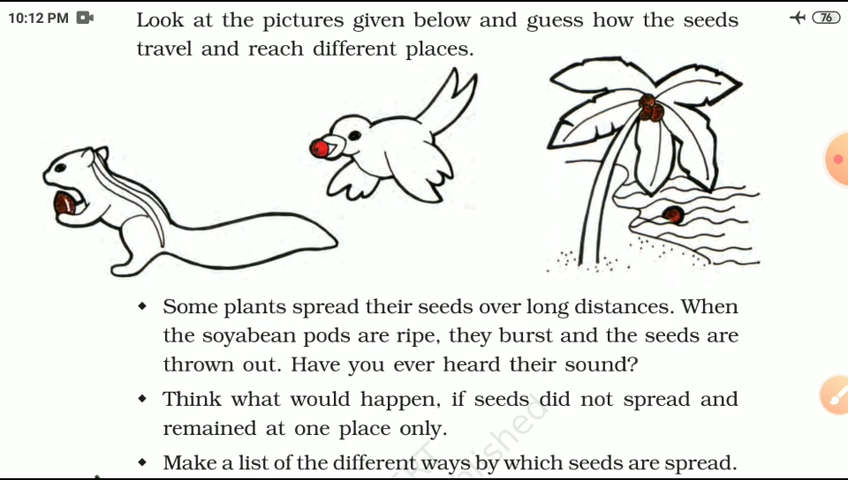 10:12 PM
76
Look at the pictures given below and guess how the seeds
travel and reach different places.
• Some plants spread their seeds over long distances. When
the soyabean pods are ripe, they burst and the seeds are
thrown out. Have you ever heard their sound?
• Think what would happen, if seeds did not spread and
remained at one place only.
• Make a list of the different ways by which seeds are spread.